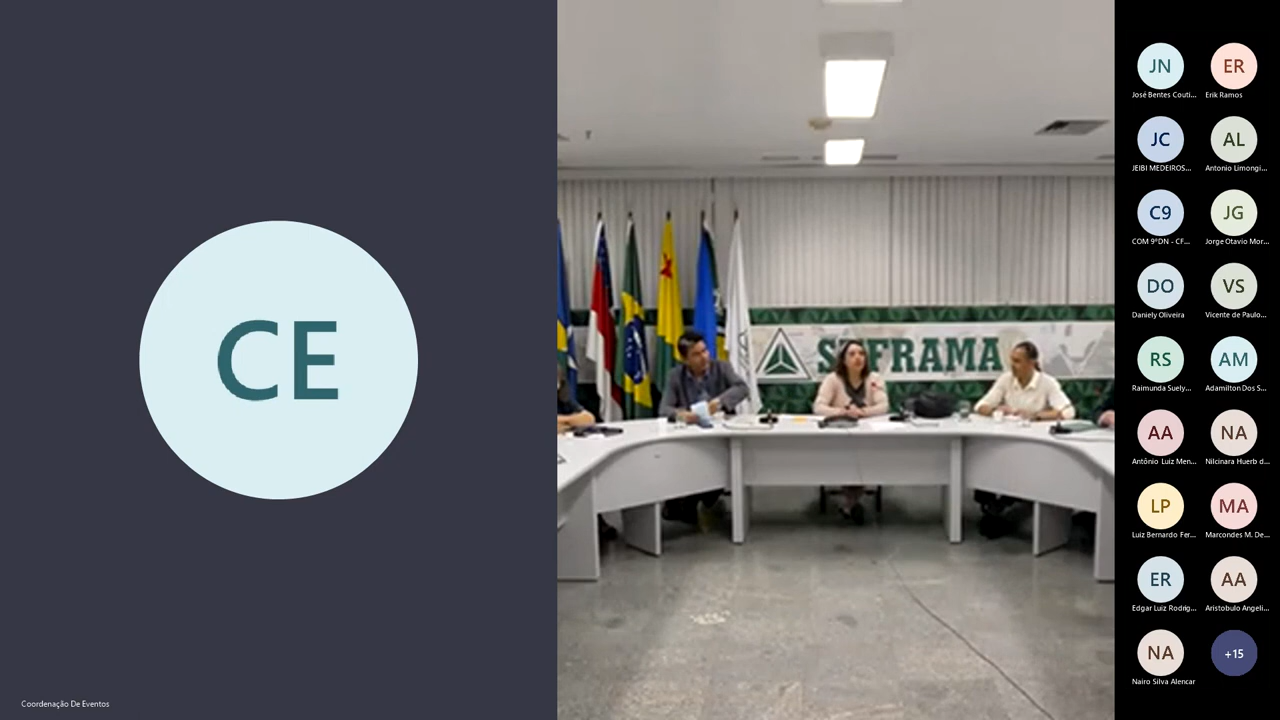 CE
Coordenação De Eventos
SUFRAMA
JN
José Bentes Couti...
ER
Erik Ramos
JC
JEIBI MEDEIROS...
AL
Antonio Limongi...
C9
COM 9ºDN - CF...
JG
Jorge Otavio Mor...
DO
Daniely Oliveira
VS
Vicente de Paulo...
RS
Raimunda Suely...
AM
Adamilton Dos S...
AA
Antônio Luiz Men...
NA
Nilcinara Huerb d...
LP
Luiz Bernardo Fer...
MA
Marcondes M. De...
ER
Edgar Luiz Rodrig...
AA
Aristobulo Angeli...
NA
Nairo Silva Alencar
+15